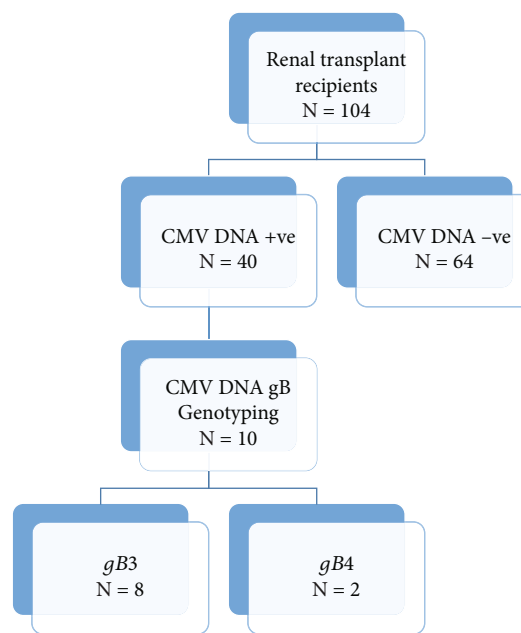 Renal transplant
recipients
N = 104
CMV DNA +ve
N = 40
CMV DNA –ve
N = 64
CMV DNA gB
Genotyping
N = 10
gB3
N = 8
gB4
N = 2